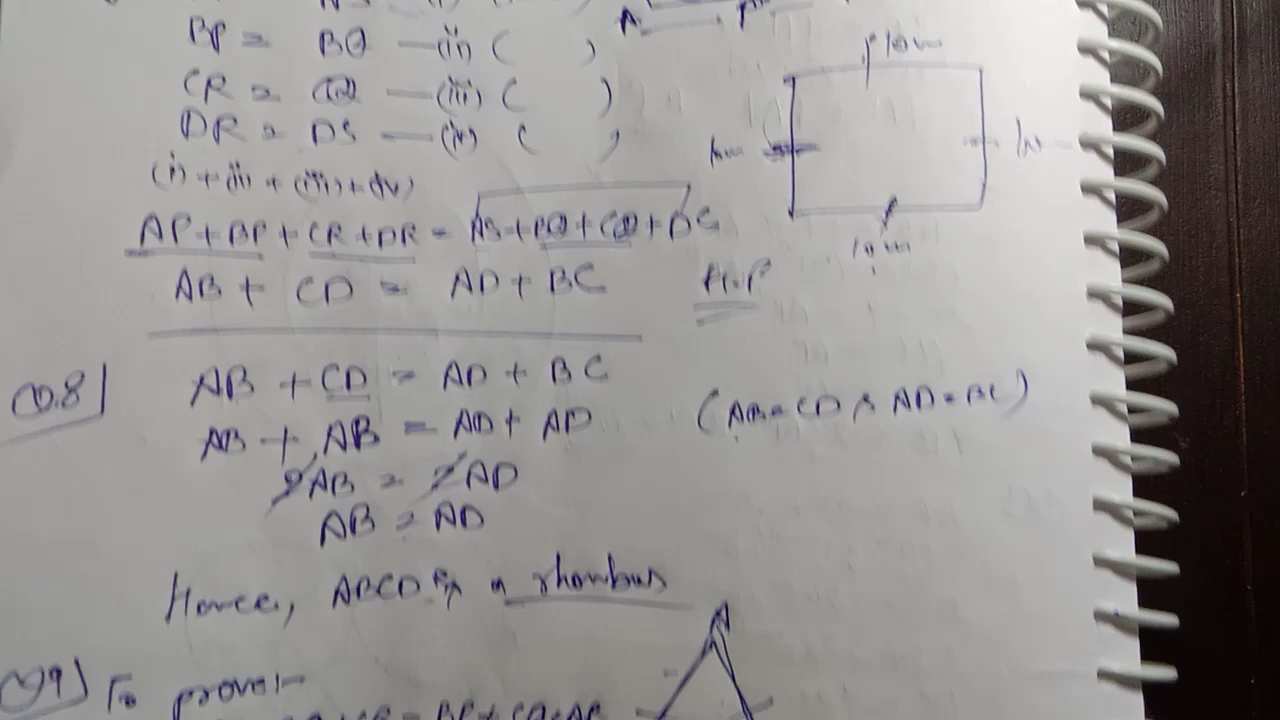 BP = BQ — (ii) ( )
CR = CQ — (iii) ( )
DR = DS — (iv) ( )
(i) + (ii) + (iii) + (iv)
AP + BP + CR + DR = AS + BQ + CQ + DS
AB + CD = AD + BC H.P
10cm
10cm
Q.8] AB + CD = AD + BC
AB + AB = AD + AD (AB = CD & AD = BC)
2AB = 2AD
AB = AD
Hence, ABCD is a rhombus
Q9] To prove :-
A